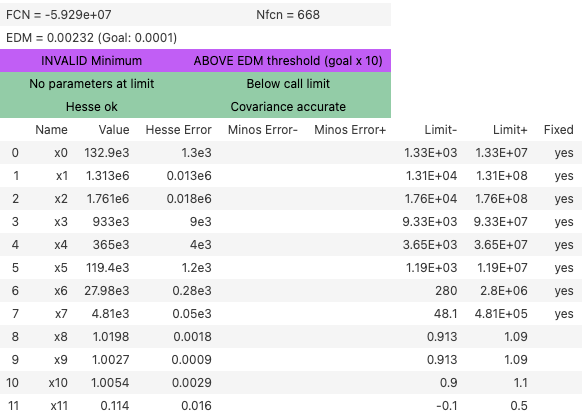 FCN = -5.929e+07 Nfcn = 668
EDM = 0.00232 (Goal: 0.0001)
INVALID Minimum ABOVE EDM threshold (goal x 10)
No parameters at limit Below call limit
Hesse ok Covariance accurate
Name Value Hesse Error Minos Error- Minos Error+ Limit- Limit+ Fixed
0 x0 132.9e3 1.3e3 1.33E+03 1.33E+07 yes
1 x1 1.313e6 0.013e6 1.31E+04 1.31E+08 yes
2 x2 1.761e6 0.018e6 1.76E+04 1.76E+08 yes
3 x3 933e3 9e3 9.33E+03 9.33E+07 yes
4 x4 365e3 4e3 3.65E+03 3.65E+07 yes
5 x5 119.4e3 1.2e3 1.19E+03 1.19E+07 yes
6 x6 27.98e3 0.28e3 280 2.8E+06 yes
7 x7 4.81e3 0.05e3 48.1 4.81E+05 yes
8 x8 1.0198 0.0018 0.913 1.09
9 x9 1.0027 0.0009 0.913 1.09
10 x10 1.0054 0.0029 0.9 1.1
11 x11 0.114 0.016 -0.1 0.5